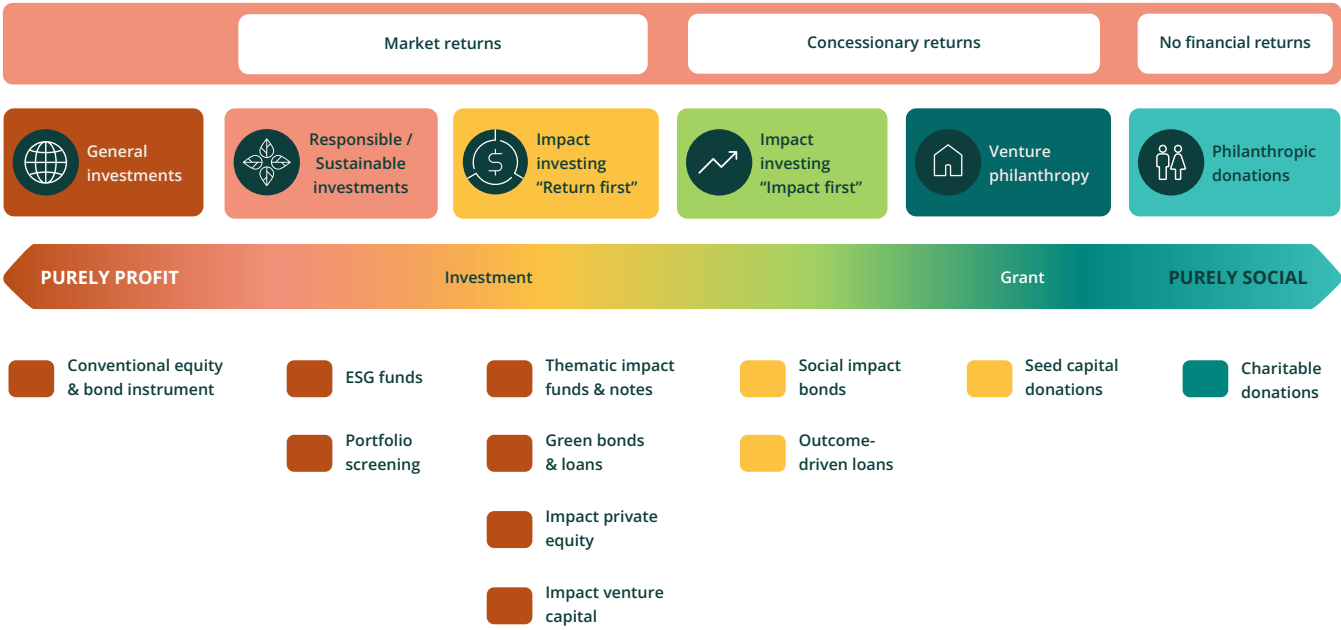 Market returns
Concessionary returns
No financial returns
General
investments
Responsible /
Sustainable
investments
Impact
investing
“Return first”
Impact
investing
“Impact first”
Venture
philanthropy
Philanthropic
donations
PURELY PROFIT
Investment
Grant
PURELY SOCIAL
Conventional equity
& bond instrument
ESG funds
Portfolio
screening
Thematic impact
funds & notes
Green bonds
& loans
Impact private
equity
Impact venture
capital
Social impact
bonds
Outcome-
driven loans
Seed capital
donations
Charitable
donations